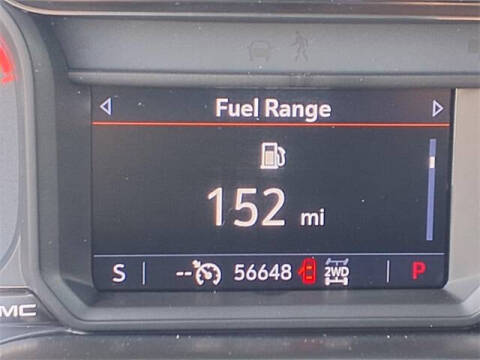 Fuel Range
152 mi
S -- 56648 2WD P
MC